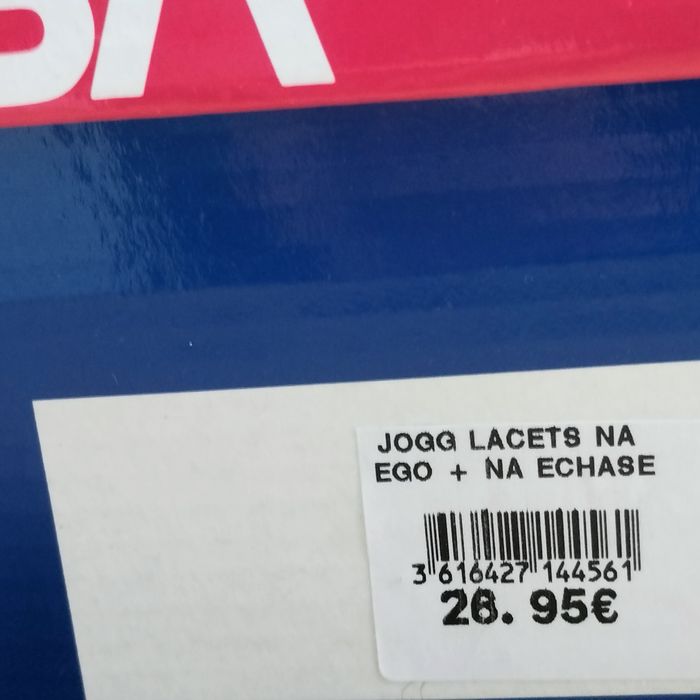 JOGG LACETS NA
EGO + NA ECHASE
3 616427 144561
26. 95€